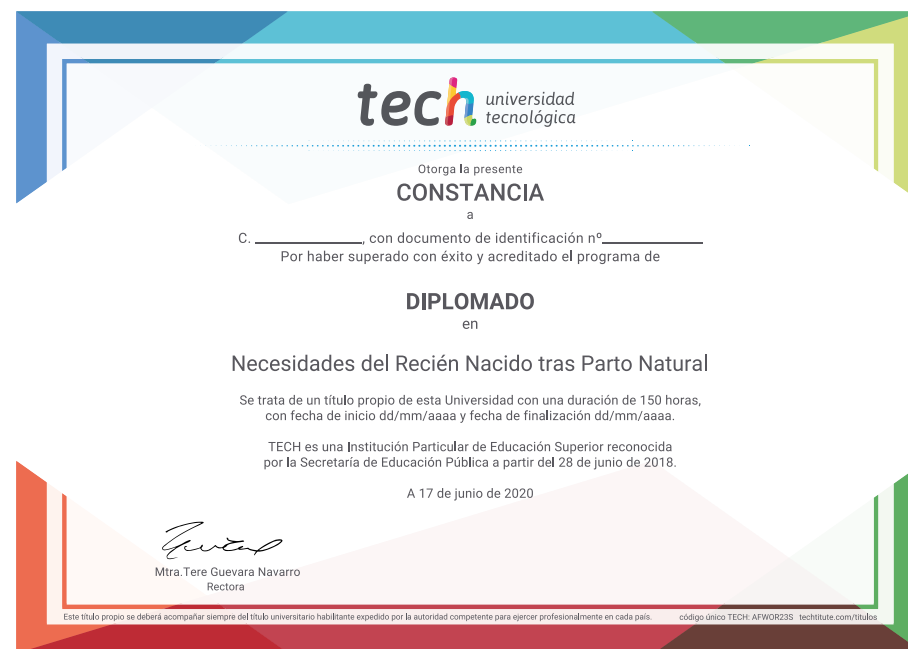 tech universidad
tecnológica
Otorga la presente
CONSTANCIA
a
C. ____________, con documento de identificación nº____________
Por haber superado con éxito y acreditado el programa de
DIPLOMADO
en
Necesidades del Recién Nacido tras Parto Natural
Se trata de un título propio de esta Universidad con una duración de 150 horas,
con fecha de inicio dd/mm/aaaa y fecha de finalización dd/mm/aaaa.
TECH es una Institución Particular de Educación Superior reconocida
por la Secretaría de Educación Pública a partir del 28 de junio de 2018.
A 17 de junio de 2020
Mtra.Tere Guevara Navarro
Rectora
Este título propio se deberá acompañar siempre del título universitario habilitante expedido por la autoridad competente para ejercer profesionalmente en cada país. código único TECH: AFWOR23S techtitute.com/titulos